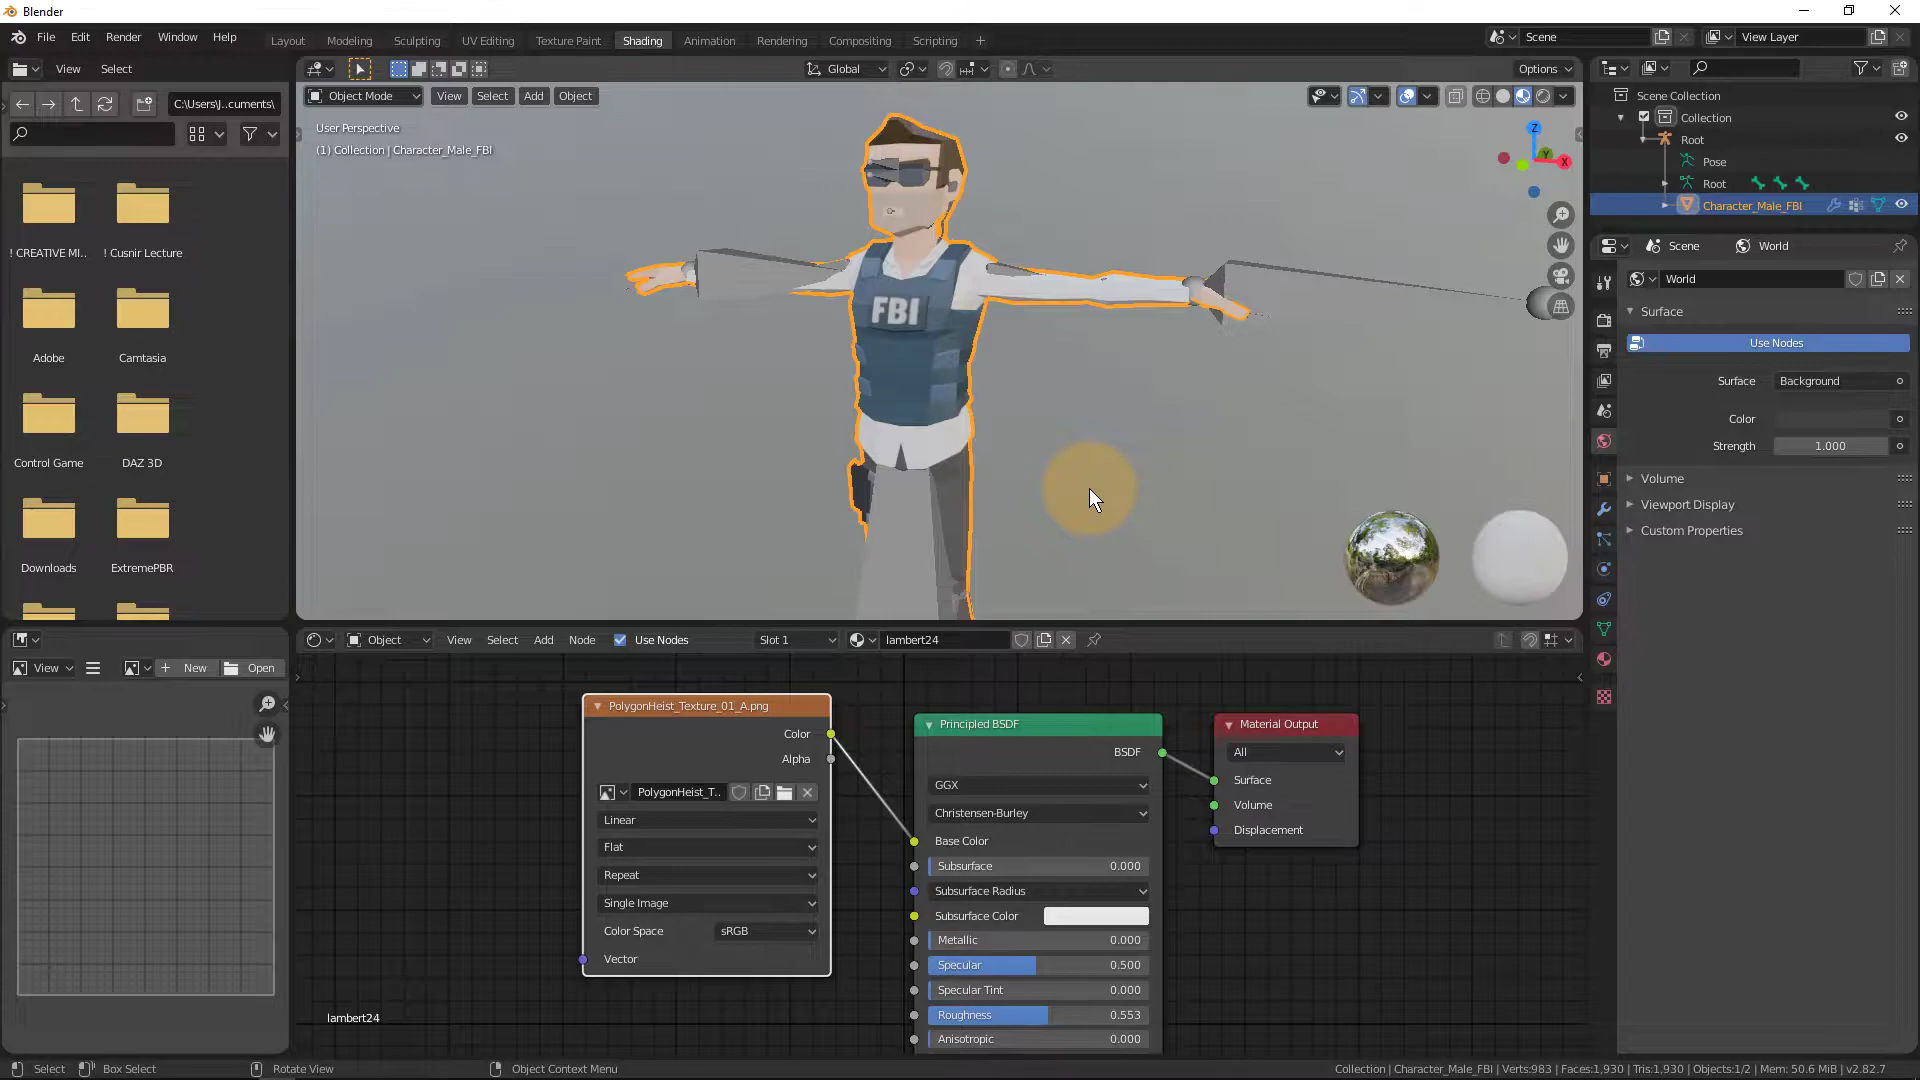 Blender
File Edit Render Window Help Layout Modeling Sculpting UV Editing Texture Paint Shading Animation Rendering Compositing Scripting + Scene View Layer
View Select Global Options
C:\Users\J..cuments\ Object Mode View Select Add Object Scene Collection
Collection
User Perspective
(1) Collection | Character_Male_FBI
Root
Pose
Root
Character_Male_FBI
Z
Y
X
! CREATIVE MI.. ! Cusnir Lecture
Scene World
World
Surface
FBI
Use Nodes
Adobe Camtasia
Surface Background
Color
Strength 1.000
Control Game DAZ 3D
Volume
Viewport Display
Custom Properties
Downloads ExtremePBR
Object View Select Add Node Use Nodes Slot 1 lambert24
View New Open
PolygonHeist_Texture_01_A.png
Color
Alpha
PolygonHeist_T..
Linear
Flat
Repeat
Single Image
Color Space sRGB
Vector
Principled BSDF
BSDF
GGX
Christensen-Burley
Base Color
Subsurface 0.000
Subsurface Radius
Subsurface Color
Metallic 0.000
Specular 0.500
Specular Tint 0.000
Roughness 0.553
Anisotropic 0.000
Material Output
All
Surface
Volume
Displacement
lambert24
Select Box Select Rotate View Object Context Menu Collection | Character_Male_FBI | Verts:983 | Faces:1,930 | Tris:1,930 | Objects:1/2 | Mem: 50.6 MiB | v2.82.7